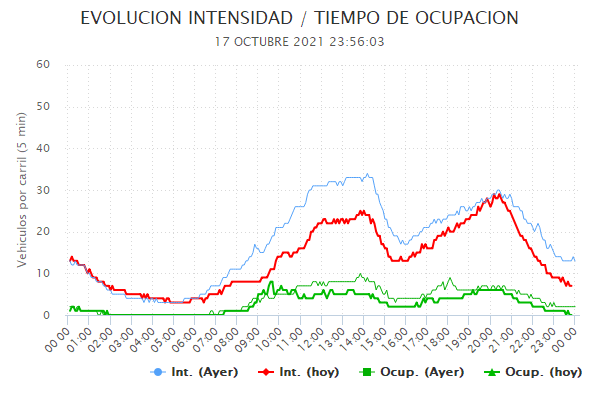 EVOLUCION INTENSIDAD / TIEMPO DE OCUPACION
17 OCTUBRE 2021 23:56:03
Vehiculos por carril (5 min)
60
50
40
30
20
10
0
00:00 01:00 02:00 03:00 04:00 05:00 06:00 07:00 08:00 09:00 10:00 11:00 12:00 13:00 14:00 15:00 16:00 17:00 18:00 19:00 20:00 21:00 22:00 23:00 00:00
Int. (Ayer) Int. (hoy) Ocup. (Ayer) Ocup. (hoy)